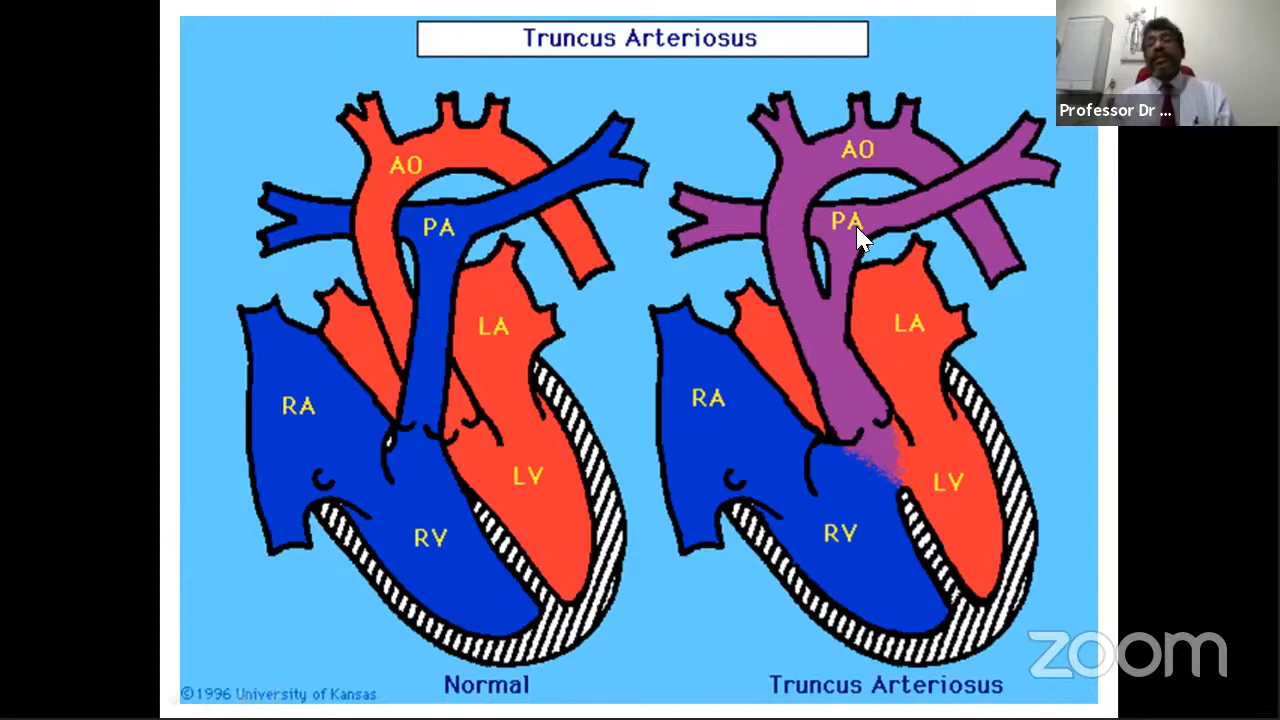 Truncus Arteriosus
Professor Dr ...
AO
PA
LA
RA
LV
RV
AO
PA
LA
RA
LV
RV
Normal
Truncus Arteriosus
©1996 University of Kansas
zoom